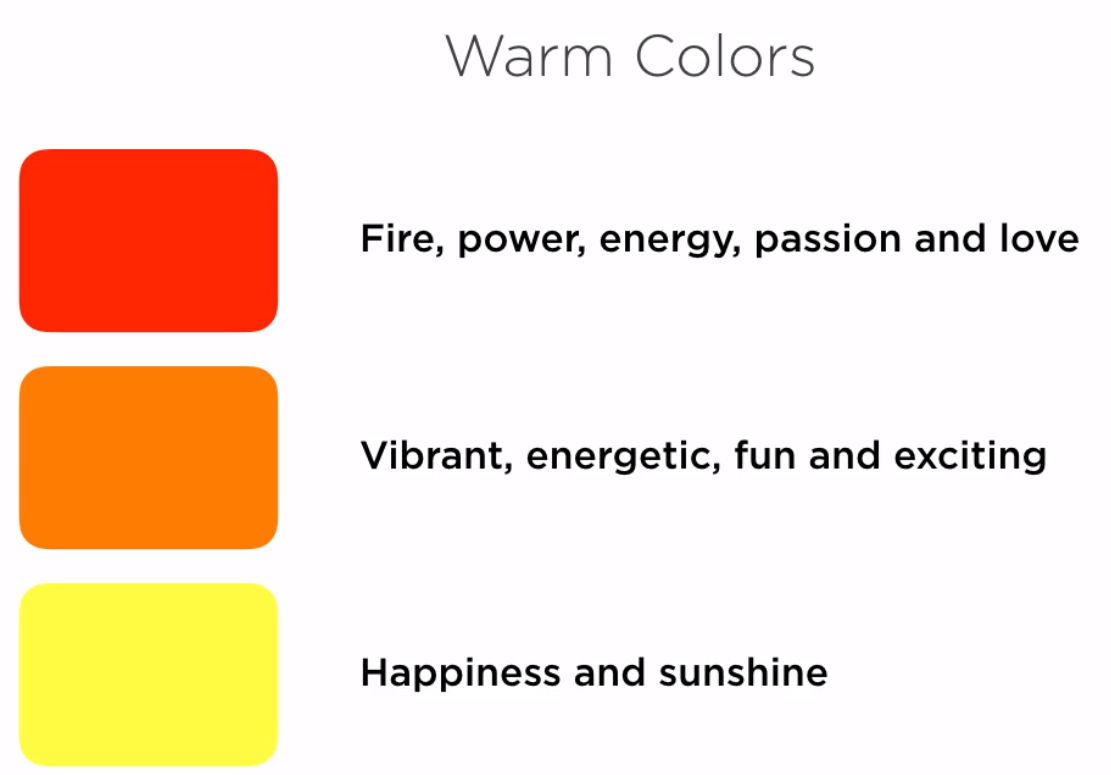 Warm Colors
Fire, power, energy, passion and love
Vibrant, energetic, fun and exciting
Happiness and sunshine